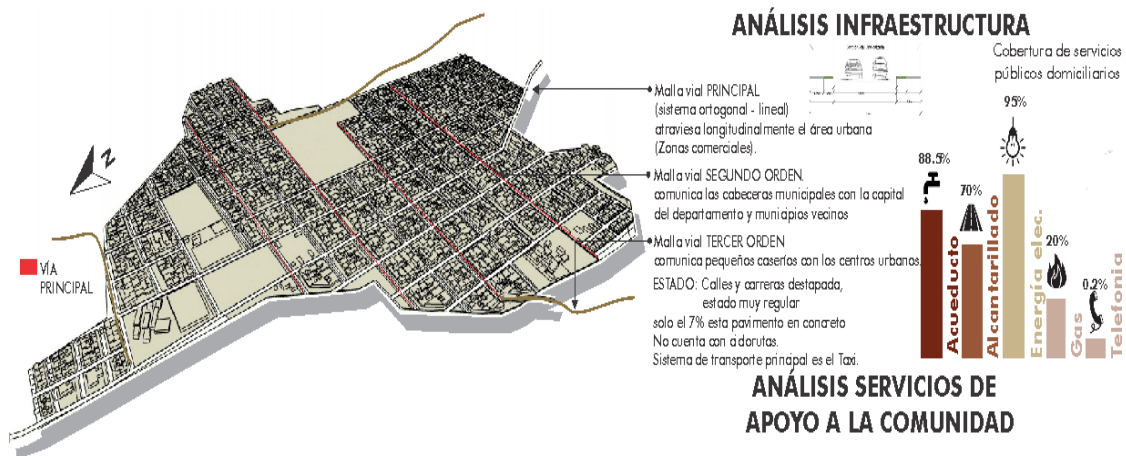 ANÁLISIS INFRAESTRUCTURA
Cobertura de servicios
públicos domiciliarios
Malla vial PRINCIPAL
(sistema ortogonal - lineal)
atraviesa longitudinalmente el área urbana
(Zonas comerciales).
Malla vial SEGUNDO ORDEN.
comunica las cabeceras municipales con la capital
del departamento y municipios vecinos
Malla vial TERCER ORDEN
comunica pequeños caseríos con los centros urbanos.
ESTADO: Calles y carreras destapada,
estado muy regular
solo el 7% esta pavimento en concreto
No cuenta con ciclorutas.
Sistema de transporte principal es el Taxi.
Z
VÍA
PRINCIPAL
88.5%
70%
95%
20%
0.2%
Acueducto
Alcantarillado
Energía elec.
Gas
Telefonia
ANÁLISIS SERVICIOS DE
APOYO A LA COMUNIDAD